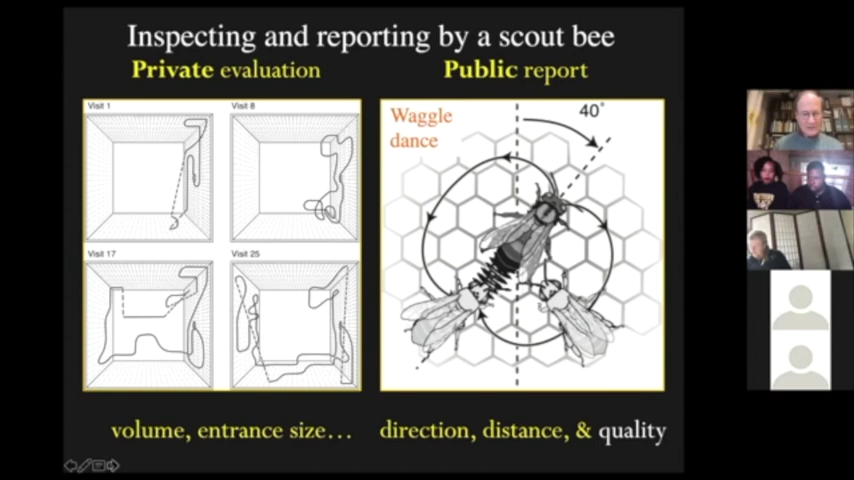 Inspecting and reporting by a scout bee
Private evaluation
Public report
Visit 1
Visit 8
Visit 17
Visit 25
Waggle
dance
40°
volume, entrance size…
direction, distance, & quality